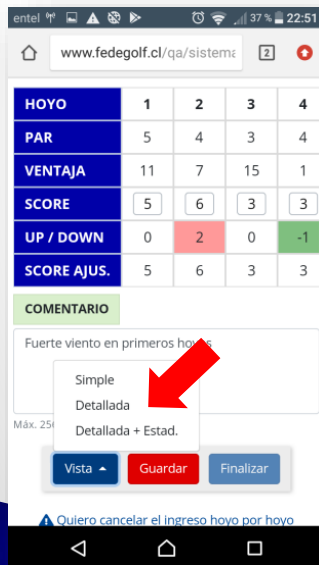 entel 37 % 22:51
www.fedegolf.cl/qa/sistema 2
HOYO 1 2 3 4
PAR 5 4 3 4
VENTAJA 11 7 15 1
SCORE 5 6 3 3
UP / DOWN 0 2 0 -1
SCORE AJUS. 5 6 3 3
COMENTARIO
Fuerte viento en primeros
Simple
Detallada
Máx.
Detallada + Estad.
Vista Guardar Finalizar
Quiero cancelar el ingreso hoyo por hoyo